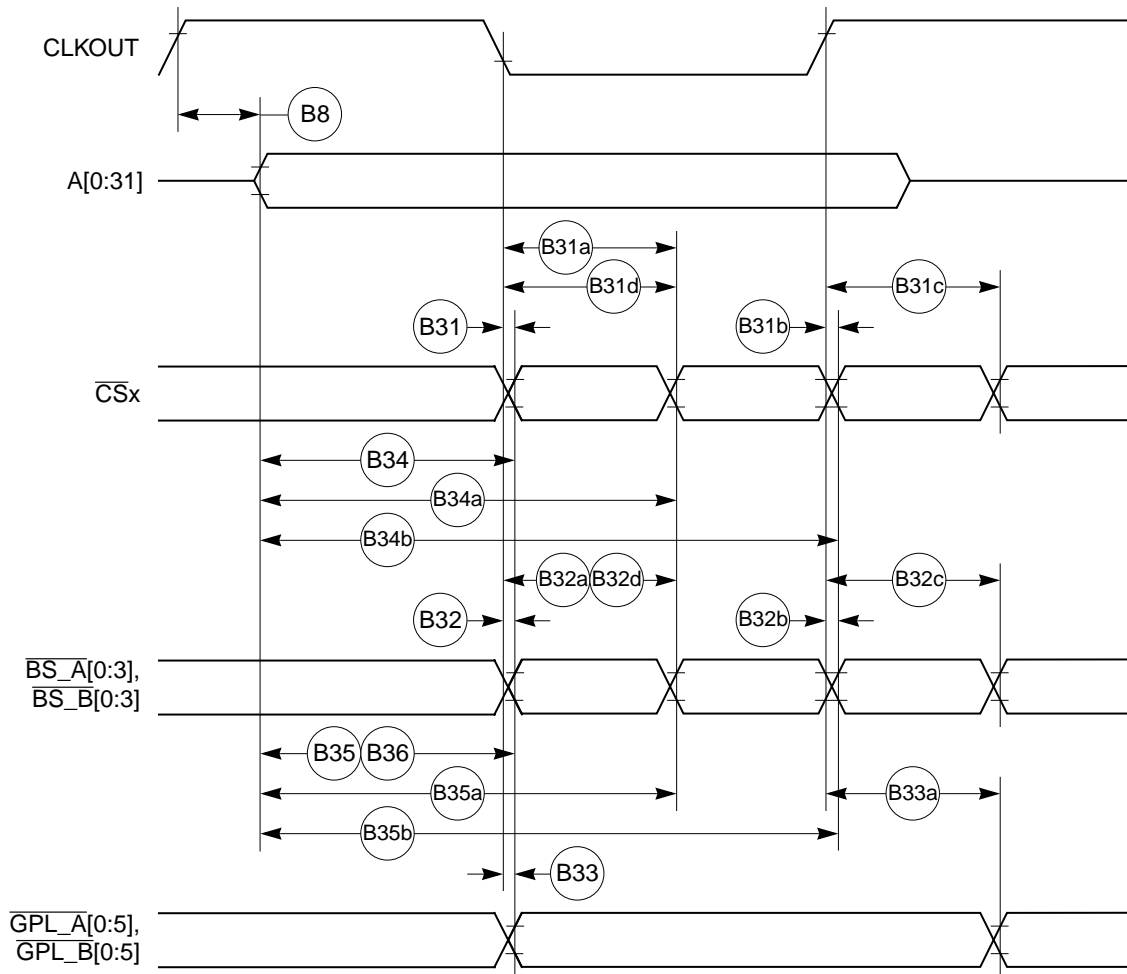 CLKOUT
B8
A[0:31]
B31a
B31d
B31c
B31
B31b
CSx
B34
B34a
B34b
B32a B32d
B32c
B32
B32b
BS_A[0:3],
BS_B[0:3]
B35 B36
B35a
B33a
B35b
B33
GPL_A[0:5],
GPL_B[0:5]